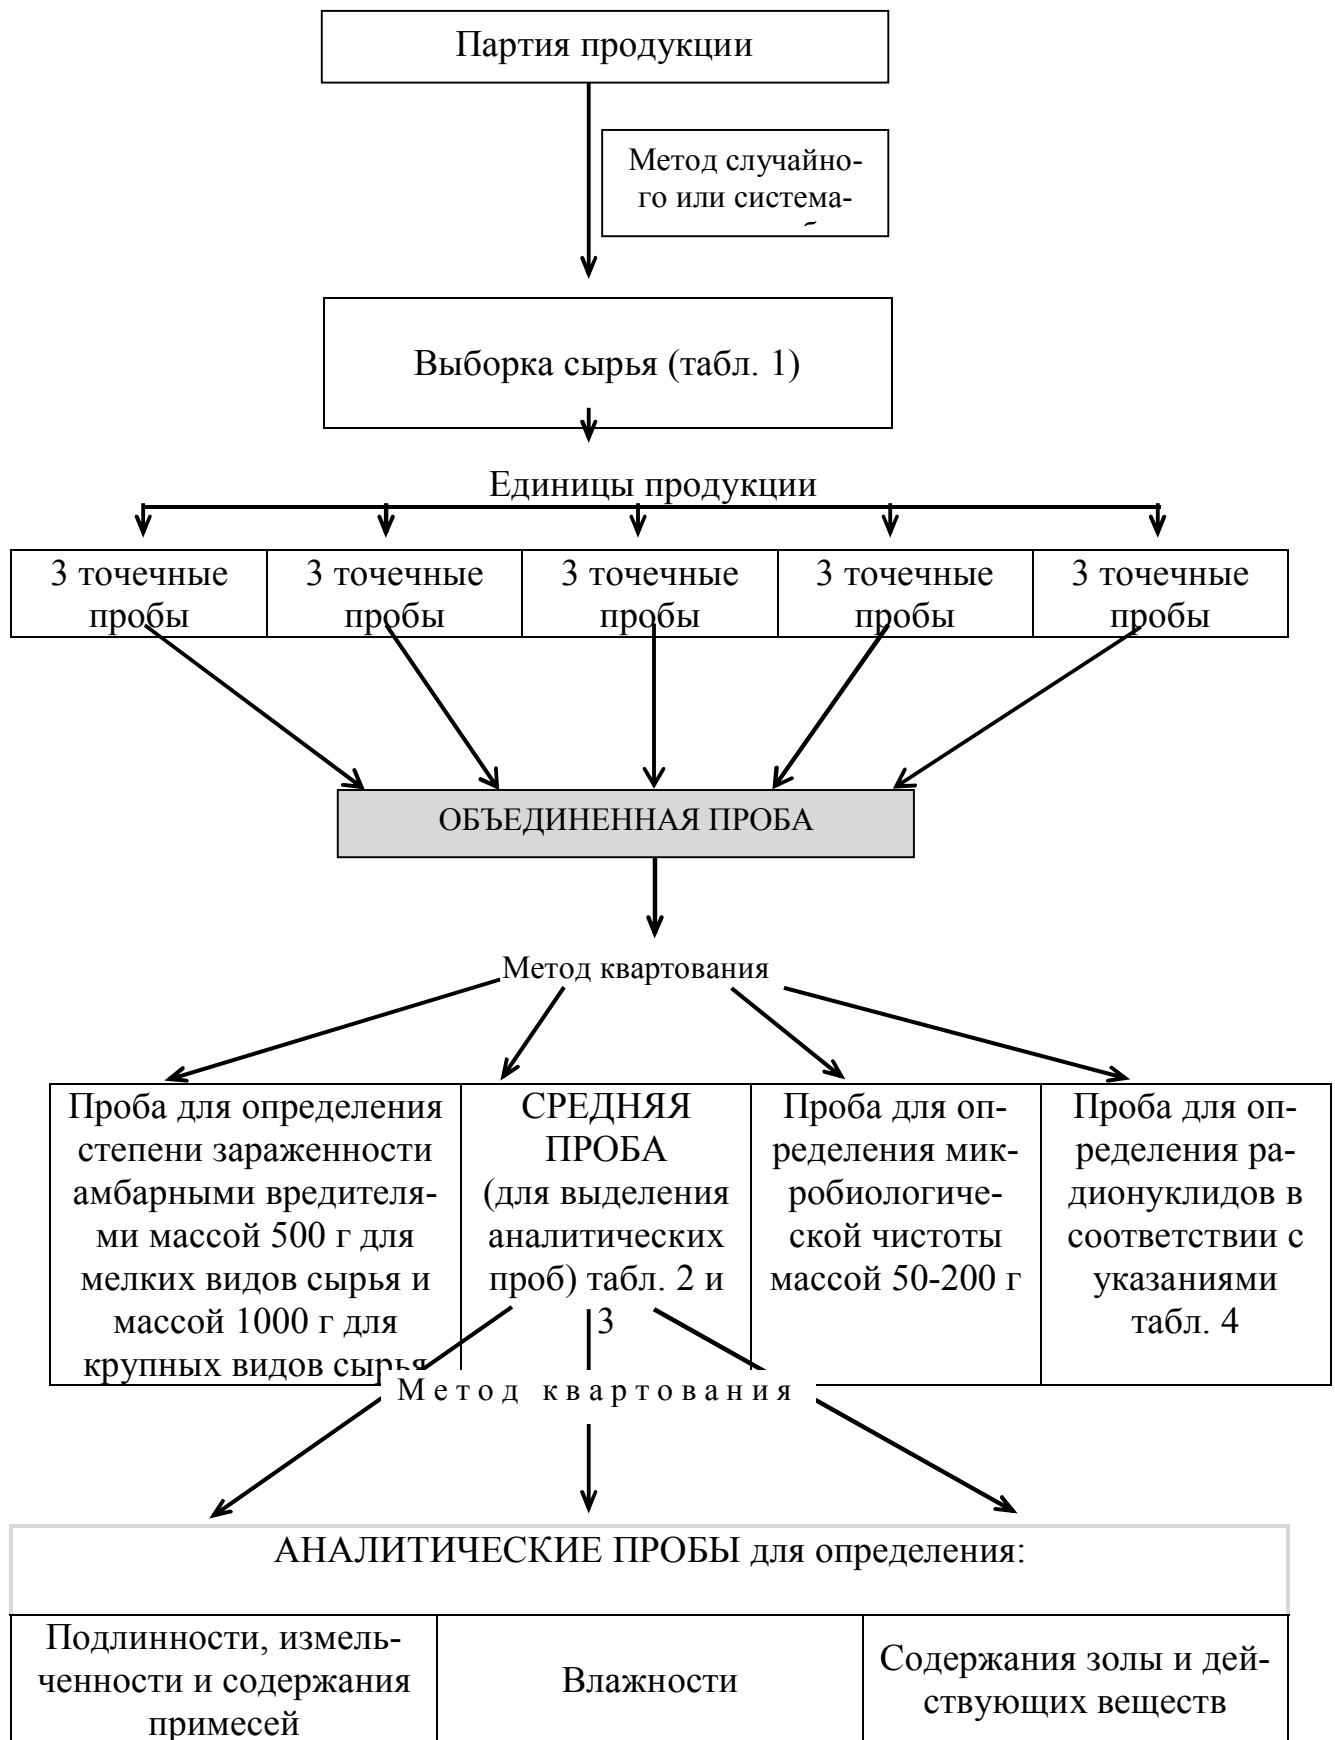 Партия продукции
Метод случайно-
го или система-
Выборка сырья (табл. 1)
Единицы продукции
3 точечные
пробы
3 точечные
пробы
3 точечные
пробы
3 точечные
пробы
3 точечные
пробы
ОБЪЕДИНЕННАЯ ПРОБА
Метод квартования
Проба для определения
степени зараженности
амбарными вредителя-
ми массой 500 г для
мелких видов сырья и
массой 1000 г для
крупных видов сырья
СРЕДНЯЯ
ПРОБА
(для выделения
аналитических
проб) табл. 2 и
3
Проба для оп-
ределения мик-
робиологиче-
ской чистоты
массой 50-200 г
Проба для оп-
ределения ра-
дионуклидов в
соответствии с
указаниями
табл. 4
Метод квартования
АНАЛИТИЧЕСКИЕ ПРОБЫ для определения:
Подлинности, измель-
ченности и содержания
примесей
Влажности
Содержания золы и дей-
ствующих веществ